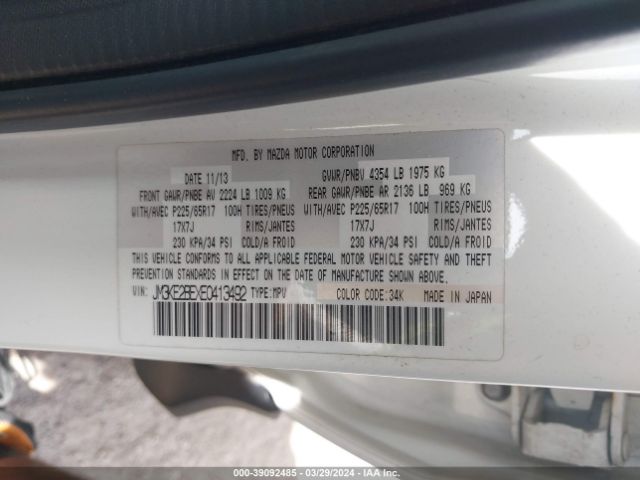 MFD. BY MAZDA MOTOR CORPORATION
DATE 11/13 GVWR/PNBV 4354 LB 1975 KG
FRONT GAWR/PNBE AV 2224 LB 1009 KG REAR GAWR/PNBE AR 2136 LB 969 KG
WITH/AVEC P225/65R17 100H TIRES/PNEUS WITH/AVEC P225/65R17 100H TIRES/PNEUS
17X7J RIMS/JANTES 17X7J RIMS/JANTES
230 KPA/34 PSI COLD/A FROID 230 KPA/34 PSI COLD/A FROID
THIS VEHICLE CONFORMS TO ALL APPLICABLE FEDERAL MOTOR VEHICLE SAFETY AND THEFT
PREVENTION STANDARDS IN EFFECT ON THE DATE OF MANUFACTURE SHOWN ABOVE.
VIN: JM3KE2BEXE0413492 TYPE:MPV COLOR CODE:34K MADE IN JAPAN
000-39092485 - 03/29/2024 - IAAI.com